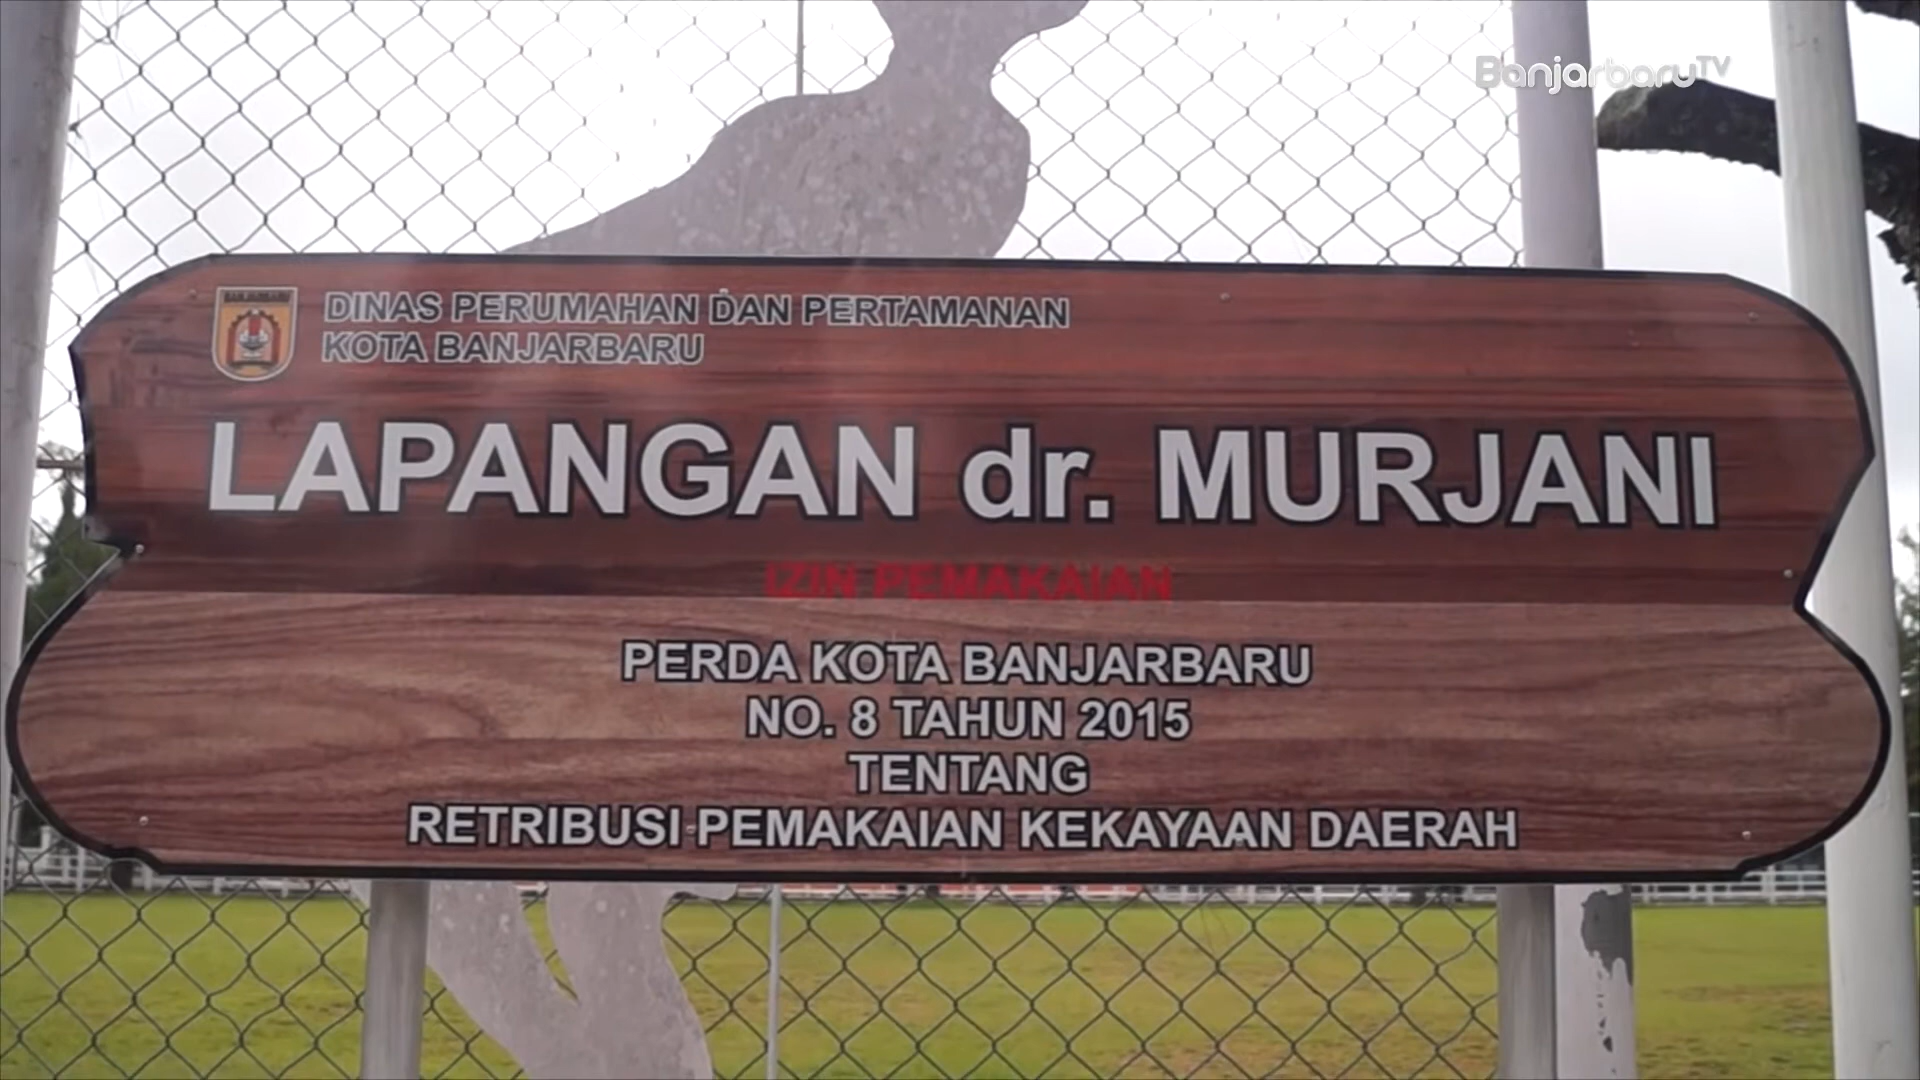 BanjarbaruTV
BANJARBARU
DINAS PERUMAHAN DAN PERTAMANAN
KOTA BANJARBARU
LAPANGAN dr. MURJANI
IZIN PEMAKAIAN
PERDA KOTA BANJARBARU
NO. 8 TAHUN 2015
TENTANG
RETRIBUSI PEMAKAIAN KEKAYAAN DAERAH